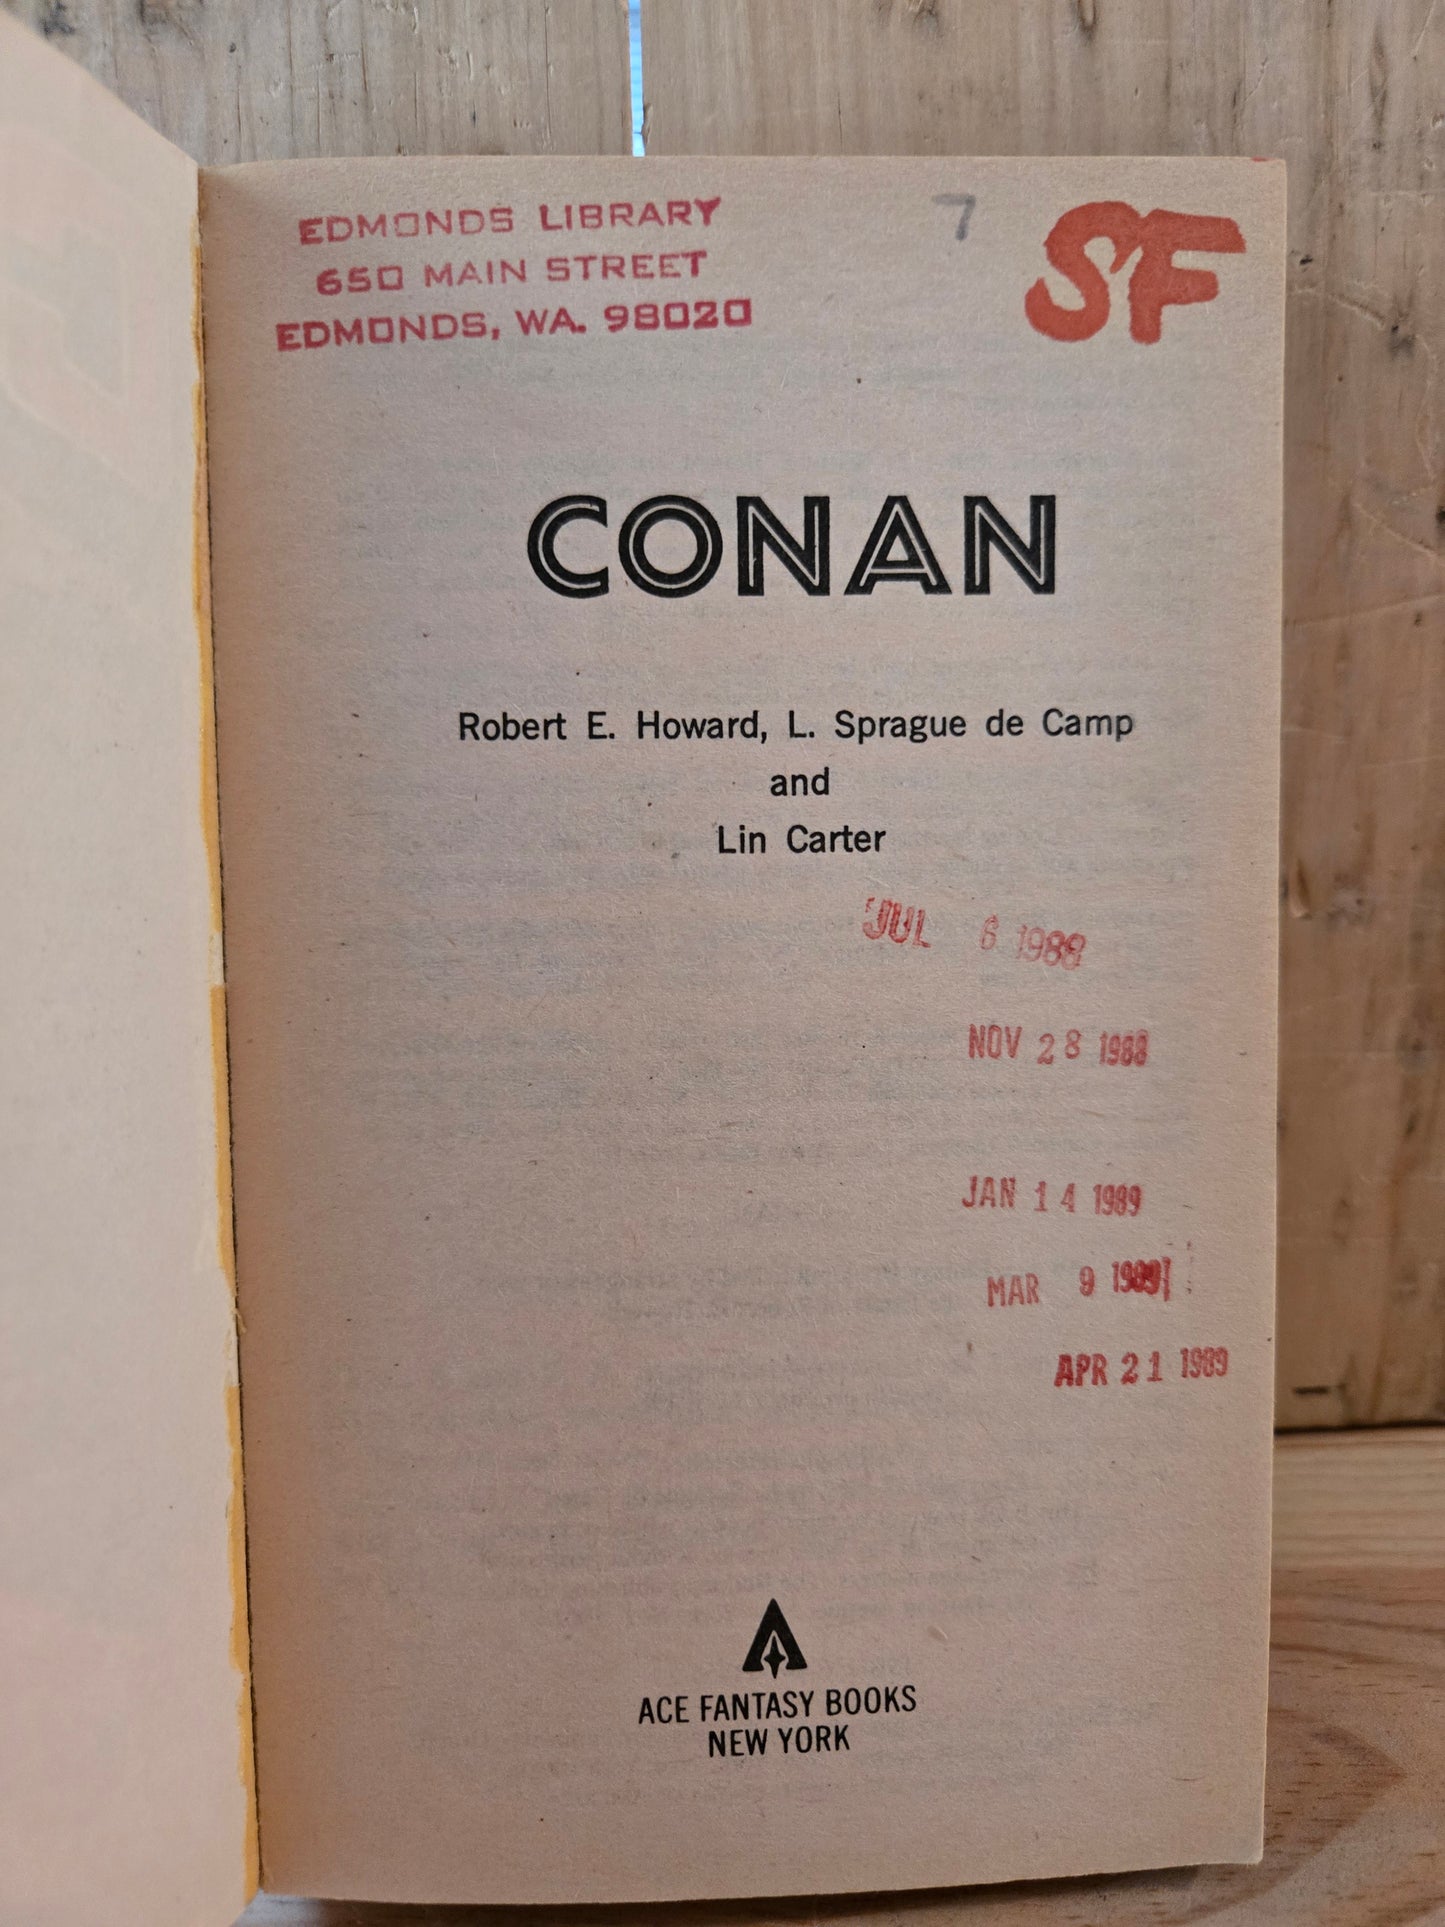 EDMONDS LIBRARY
650 MAIN STREET
EDMONDS, WA. 98020
7
SF
CONAN
Robert E. Howard, L. Sprague de Camp
and
Lin Carter
JUL 6 1988
NOV 28 1988
JAN 14 1989
MAR 9 1989
APR 21 1989
ACE FANTASY BOOKS
NEW YORK